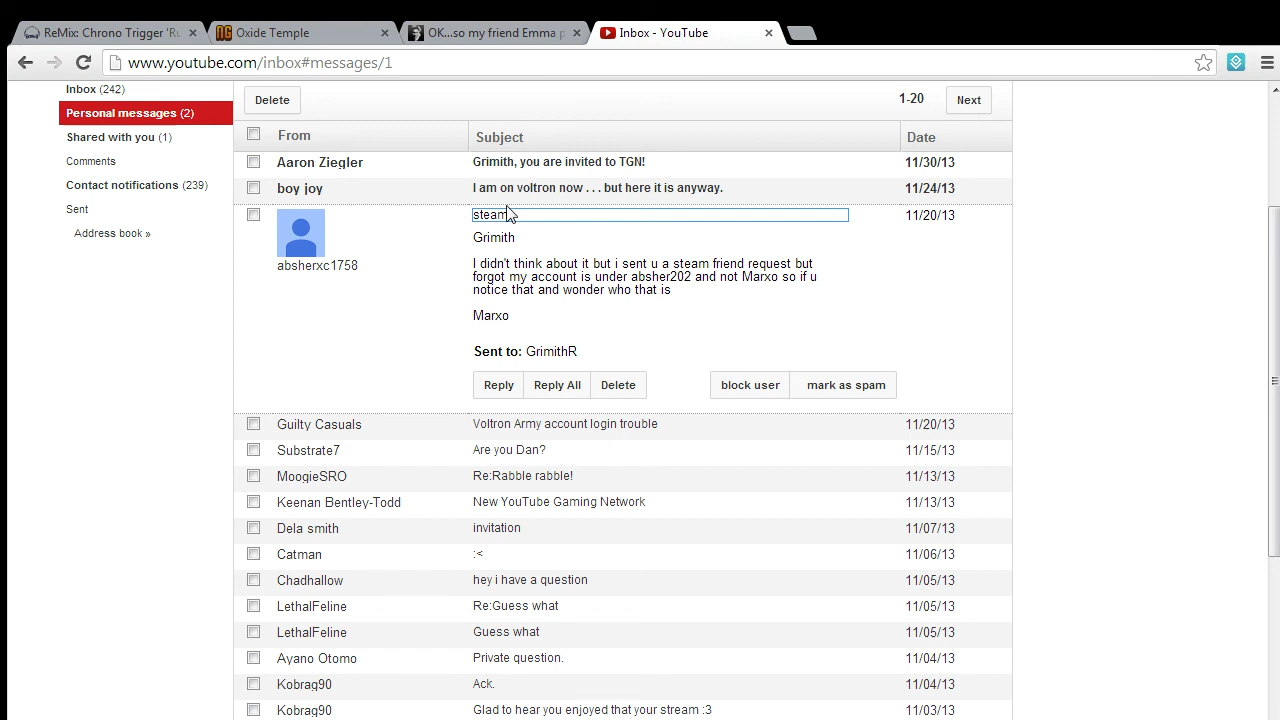 ReMix: Chrono Trigger 'Ru
Oxide Temple
OK...so my friend Emma p
Inbox - YouTube
www.youtube.com/inbox#messages/1
Inbox (242)
Personal messages (2)
Shared with you (1)
Comments
Contact notifications (239)
Sent
Address book »
Delete
1-20
Next
From Subject Date
Aaron Ziegler Grimith, you are invited to TGN! 11/30/13
boy joy I am on voltron now . . . but here it is anyway. 11/24/13
steam 11/20/13
absherxc1758
Grimith
I didn't think about it but i sent u a steam friend request but
forgot my account is under absher202 and not Marxo so if u
notice that and wonder who that is
Marxo
Sent to: GrimithR
Reply Reply All Delete block user mark as spam
Guilty Casuals Voltron Army account login trouble 11/20/13
Substrate7 Are you Dan? 11/15/13
MoogieSRO Re:Rabble rabble! 11/13/13
Keenan Bentley-Todd New YouTube Gaming Network 11/13/13
Dela smith invitation 11/07/13
Catman :< 11/06/13
Chadhallow hey i have a question 11/05/13
LethalFeline Re:Guess what 11/05/13
LethalFeline Guess what 11/05/13
Ayano Otomo Private question. 11/04/13
Kobrag90 Ack. 11/04/13
Kobrag90 Glad to hear you enjoyed that your stream :3 11/03/13